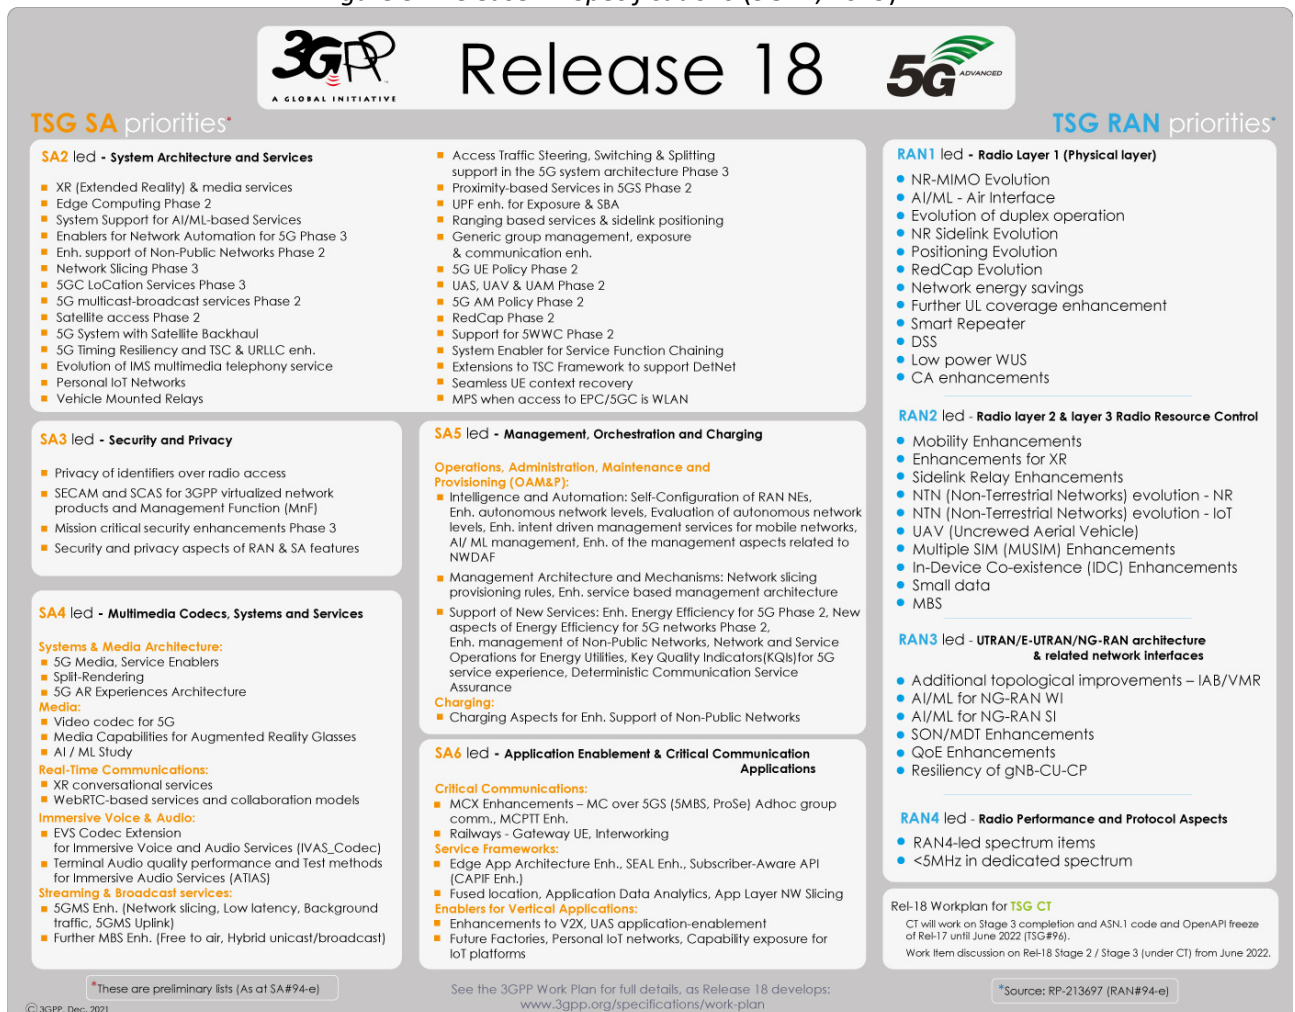 3GPP
A GLOBAL INITIATIVE
Release 18
5G ADVANCED
TSG SA priorities*
SA2 led - System Architecture and Services
XR (Extended Reality) & media services
Edge Computing Phase 2
System Support for AI/ML-based Services
Enablers for Network Automation for 5G Phase 3
Enh. support of Non-Public Networks Phase 2
Network Slicing Phase 3
5GC LoCation Services Phase 3
5G multicast-broadcast services Phase 2
Satellite access Phase 2
5G System with Satellite Backhaul
5G Timing Resiliency and TSC & URLLC enh.
Evolution of IMS multimedia telephony service
Personal IoT Networks
Vehicle Mounted Relays
Access Traffic Steering, Switching & Splitting
support in the 5G system architecture Phase 3
Proximity-based Services in 5GS Phase 2
UPF enh. for Exposure & SBA
Ranging based services & sidelink positioning
Generic group management, exposure
& communication enh.
5G UE Policy Phase 2
UAS, UAV & UAM Phase 2
5G AM Policy Phase 2
RedCap Phase 2
Support for 5WWC Phase 2
System Enabler for Service Function Chaining
Extensions to TSC Framework to support DetNet
Seamless UE context recovery
MPS when access to EPC/5GC is WLAN
SA3 led - Security and Privacy
Privacy of identifiers over radio access
SECAM and SCAS for 3GPP virtualized network
products and Management Function (MnF)
Mission critical security enhancements Phase 3
Security and privacy aspects of RAN & SA features
SA4 led - Multimedia Codecs, Systems and Services
Systems & Media Architecture:
5G Media, Service Enablers
Split-Rendering
5G AR Experiences Architecture
Media:
Video codec for 5G
Media Capabilities for Augmented Reality Glasses
AI / ML Study
Real-Time Communications:
XR conversational services
WebRTC-based services and collaboration models
Immersive Voice & Audio:
EVS Codec Extension
for Immersive Voice and Audio Services (IVAS_Codec)
Terminal Audio quality performance and Test methods
for Immersive Audio Services (ATIAS)
Streaming & Broadcast services:
5GMS Enh. (Network slicing, Low latency, Background
traffic, 5GMS Uplink)
Further MBS Enh. (Free to air, Hybrid unicast/broadcast)
SA5 led - Management, Orchestration and Charging
Operations, Administration, Maintenance and
Provisioning (OAM&P):
Intelligence and Automation: Self-Configuration of RAN NEs,
Enh. autonomous network levels, Evaluation of autonomous network
levels, Enh. intent driven management services for mobile networks,
AI/ ML management, Enh. of the management aspects related to
NWDAF
Management Architecture and Mechanisms: Network slicing
provisioning rules, Enh. service based management architecture
Support of New Services: Enh. Energy Efficiency for 5G Phase 2, New
aspects of Energy Efficiency for 5G networks Phase 2,
Enh. management of Non-Public Networks, Network and Service
Operations for Energy Utilities, Key Quality Indicators(KQIs)for 5G
service experience, Deterministic Communication Service
Assurance
Charging:
Charging Aspects for Enh. Support of Non-Public Networks
SA6 led - Application Enablement & Critical Communication
Applications
Critical Communications:
MCX Enhancements – MC over 5GS (5MBS, ProSe) Adhoc group
comm., MCPTT Enh.
Railways - Gateway UE, Interworking
Service Frameworks:
Edge App Architecture Enh., SEAL Enh., Subscriber-Aware API
(CAPIF Enh.)
Fused location, Application Data Analytics, App Layer NW Slicing
Enablers for Vertical Applications:
Enhancements to V2X, UAS application-enablement
Future Factories, Personal IoT networks, Capability exposure for
IoT platforms
TSG RAN priorities*
RAN1 led - Radio Layer 1 (Physical layer)
NR-MIMO Evolution
AI/ML - Air Interface
Evolution of duplex operation
NR Sidelink Evolution
Positioning Evolution
RedCap Evolution
Network energy savings
Further UL coverage enhancement
Smart Repeater
DSS
Low power WUS
CA enhancements
RAN2 led - Radio layer 2 & layer 3 Radio Resource Control
Mobility Enhancements
Enhancements for XR
Sidelink Relay Enhancements
NTN (Non-Terrestrial Networks) evolution - NR
NTN (Non-Terrestrial Networks) evolution - IoT
UAV (Uncrewed Aerial Vehicle)
Multiple SIM (MUSIM) Enhancements
In-Device Co-existence (IDC) Enhancements
Small data
MBS
RAN3 led - UTRAN/E-UTRAN/NG-RAN architecture
& related network interfaces
Additional topological improvements – IAB/VMR
AI/ML for NG-RAN WI
AI/ML for NG-RAN SI
SON/MDT Enhancements
QoE Enhancements
Resiliency of gNB-CU-CP
RAN4 led - Radio Performance and Protocol Aspects
RAN4-led spectrum items
<5MHz in dedicated spectrum
Rel-18 Workplan for TSG CT
CT will work on Stage 3 completion and ASN.1 code and OpenAPI freeze
of Rel-17 until June 2022 (TSG#96).
Work Item discussion on Rel-18 Stage 2 / Stage 3 (under CT) from June 2022.
*These are preliminary lists (As at SA#94-e)
See the 3GPP Work Plan for full details, as Release 18 develops:
www.3gpp.org/specifications/work-plan
*Source: RP-213697 (RAN#94-e)
© 3GPP, Dec. 2021